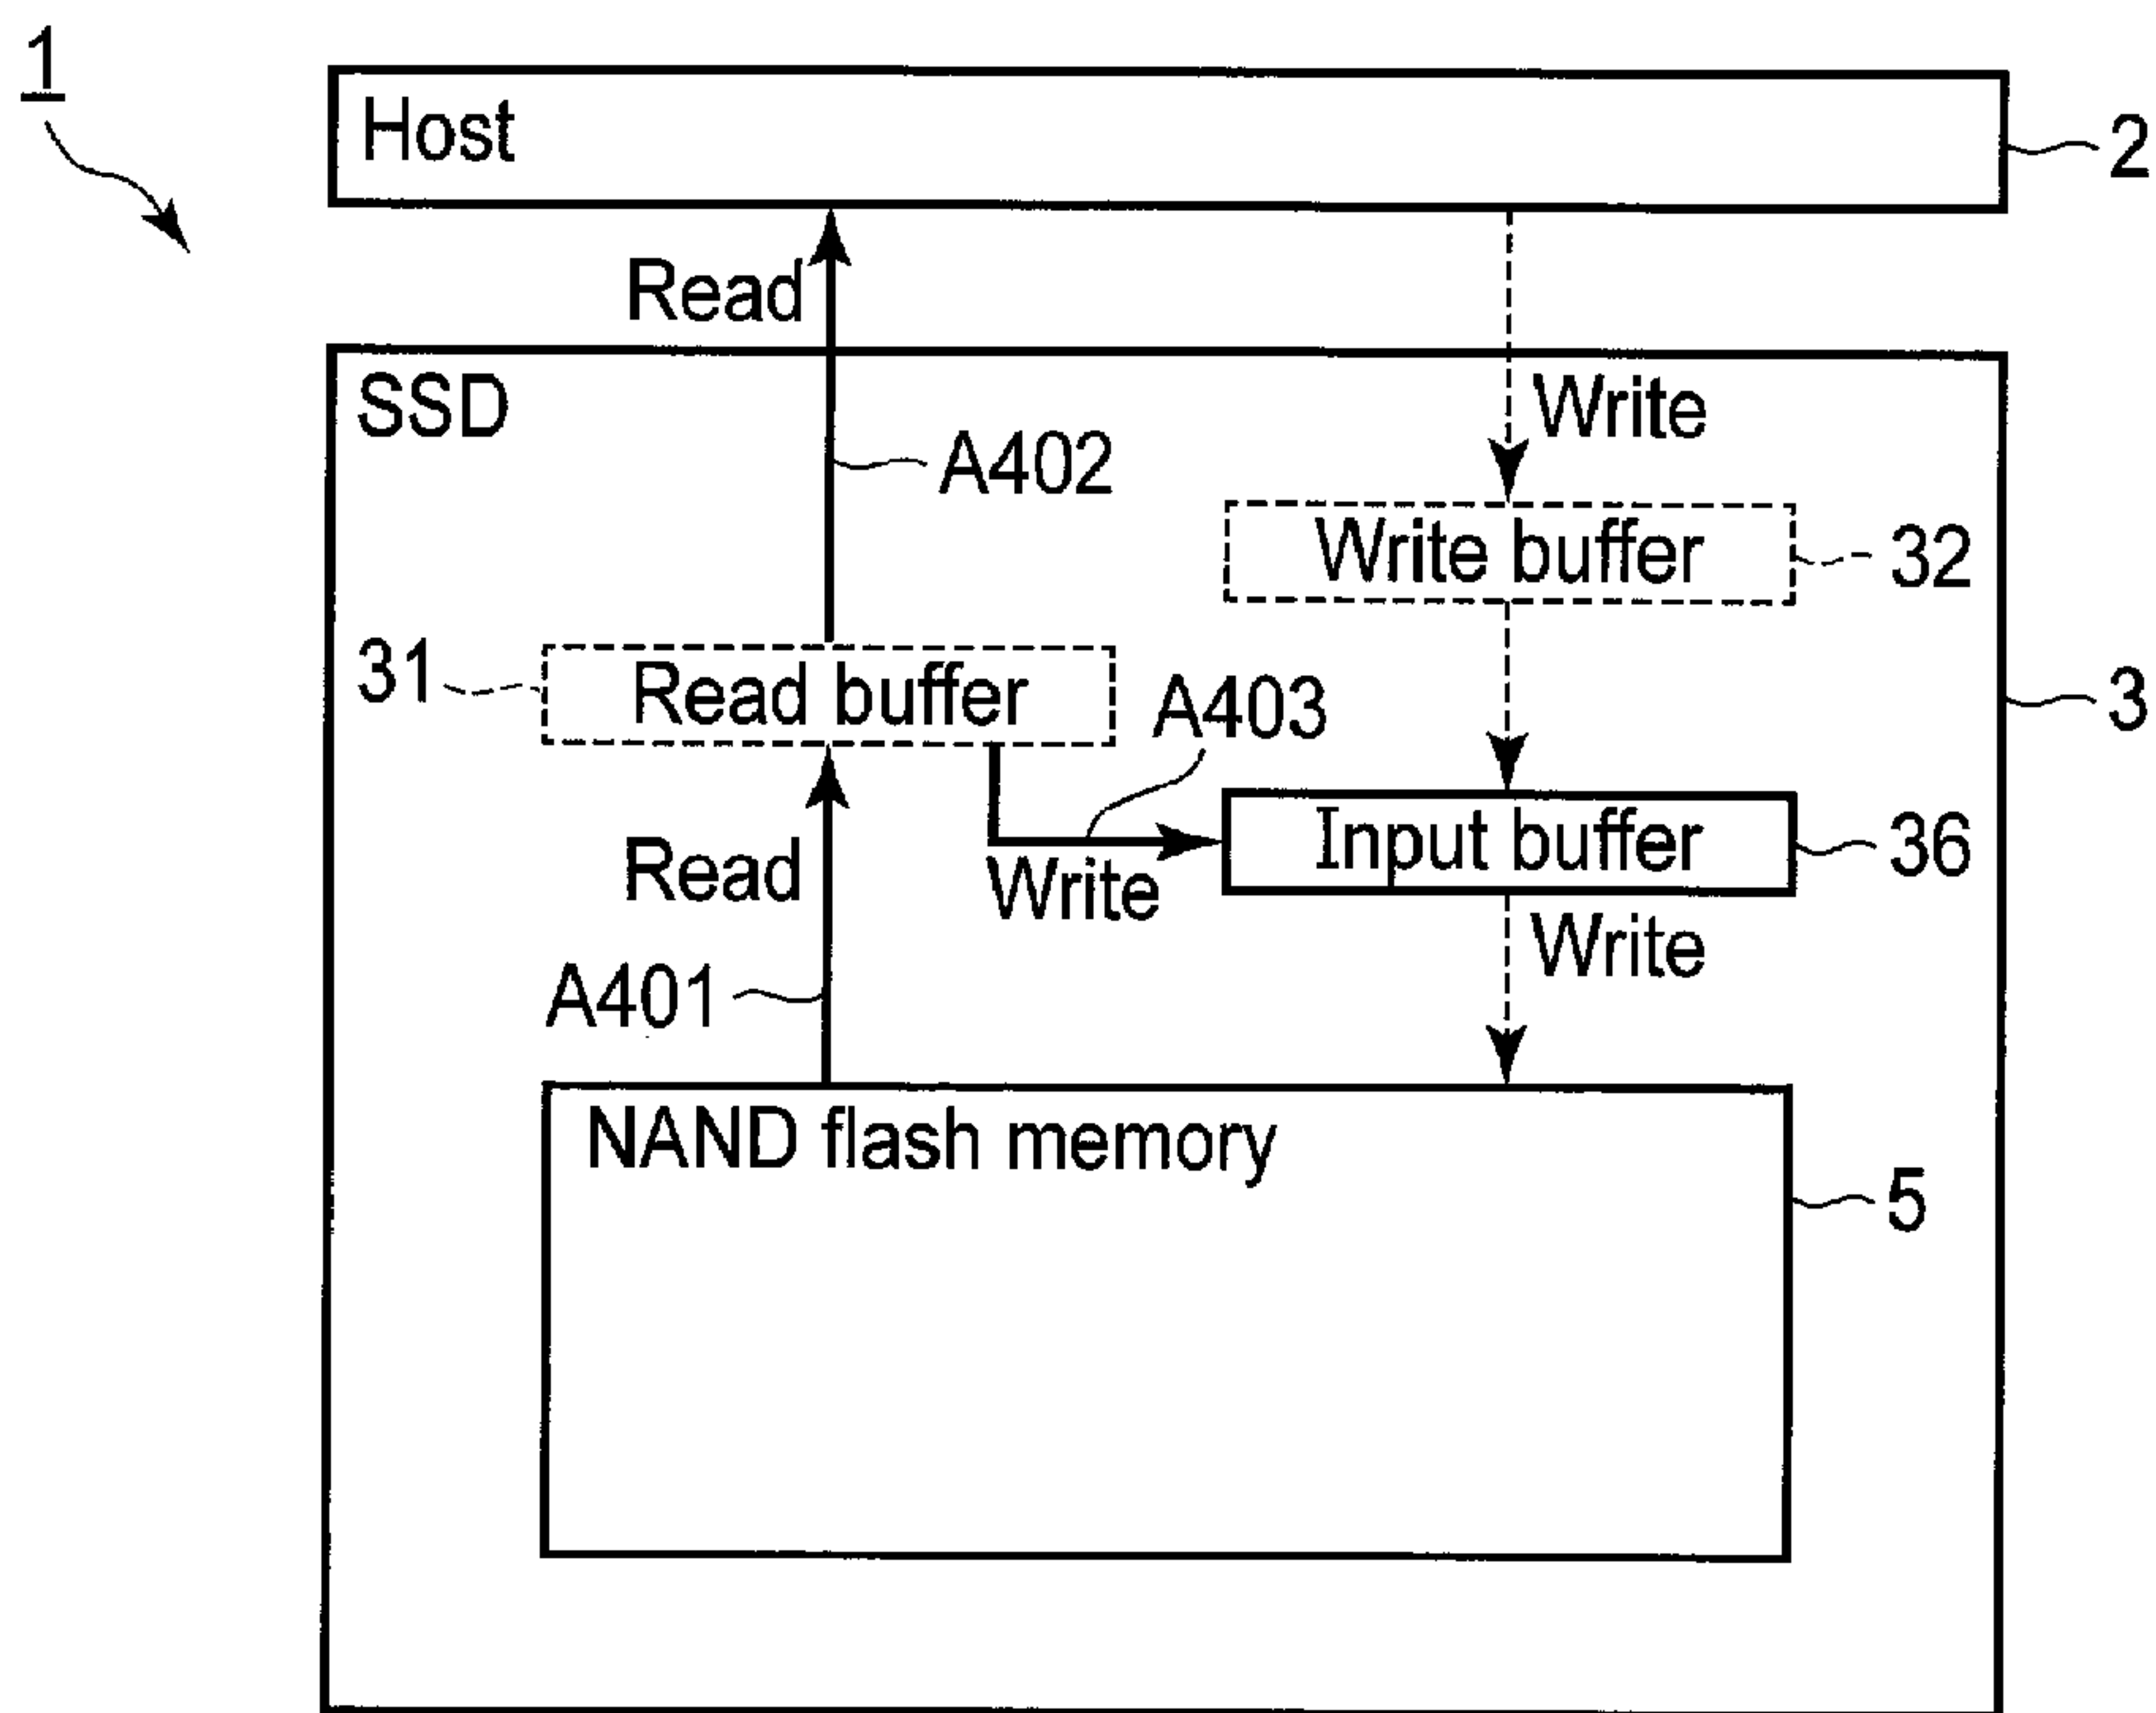 1
Host
2
Read
SSD
Write
A402
Write buffer
32
31
Read buffer
A403
3
Input buffer
36
Read
Write
Write
A401
NAND flash memory
5